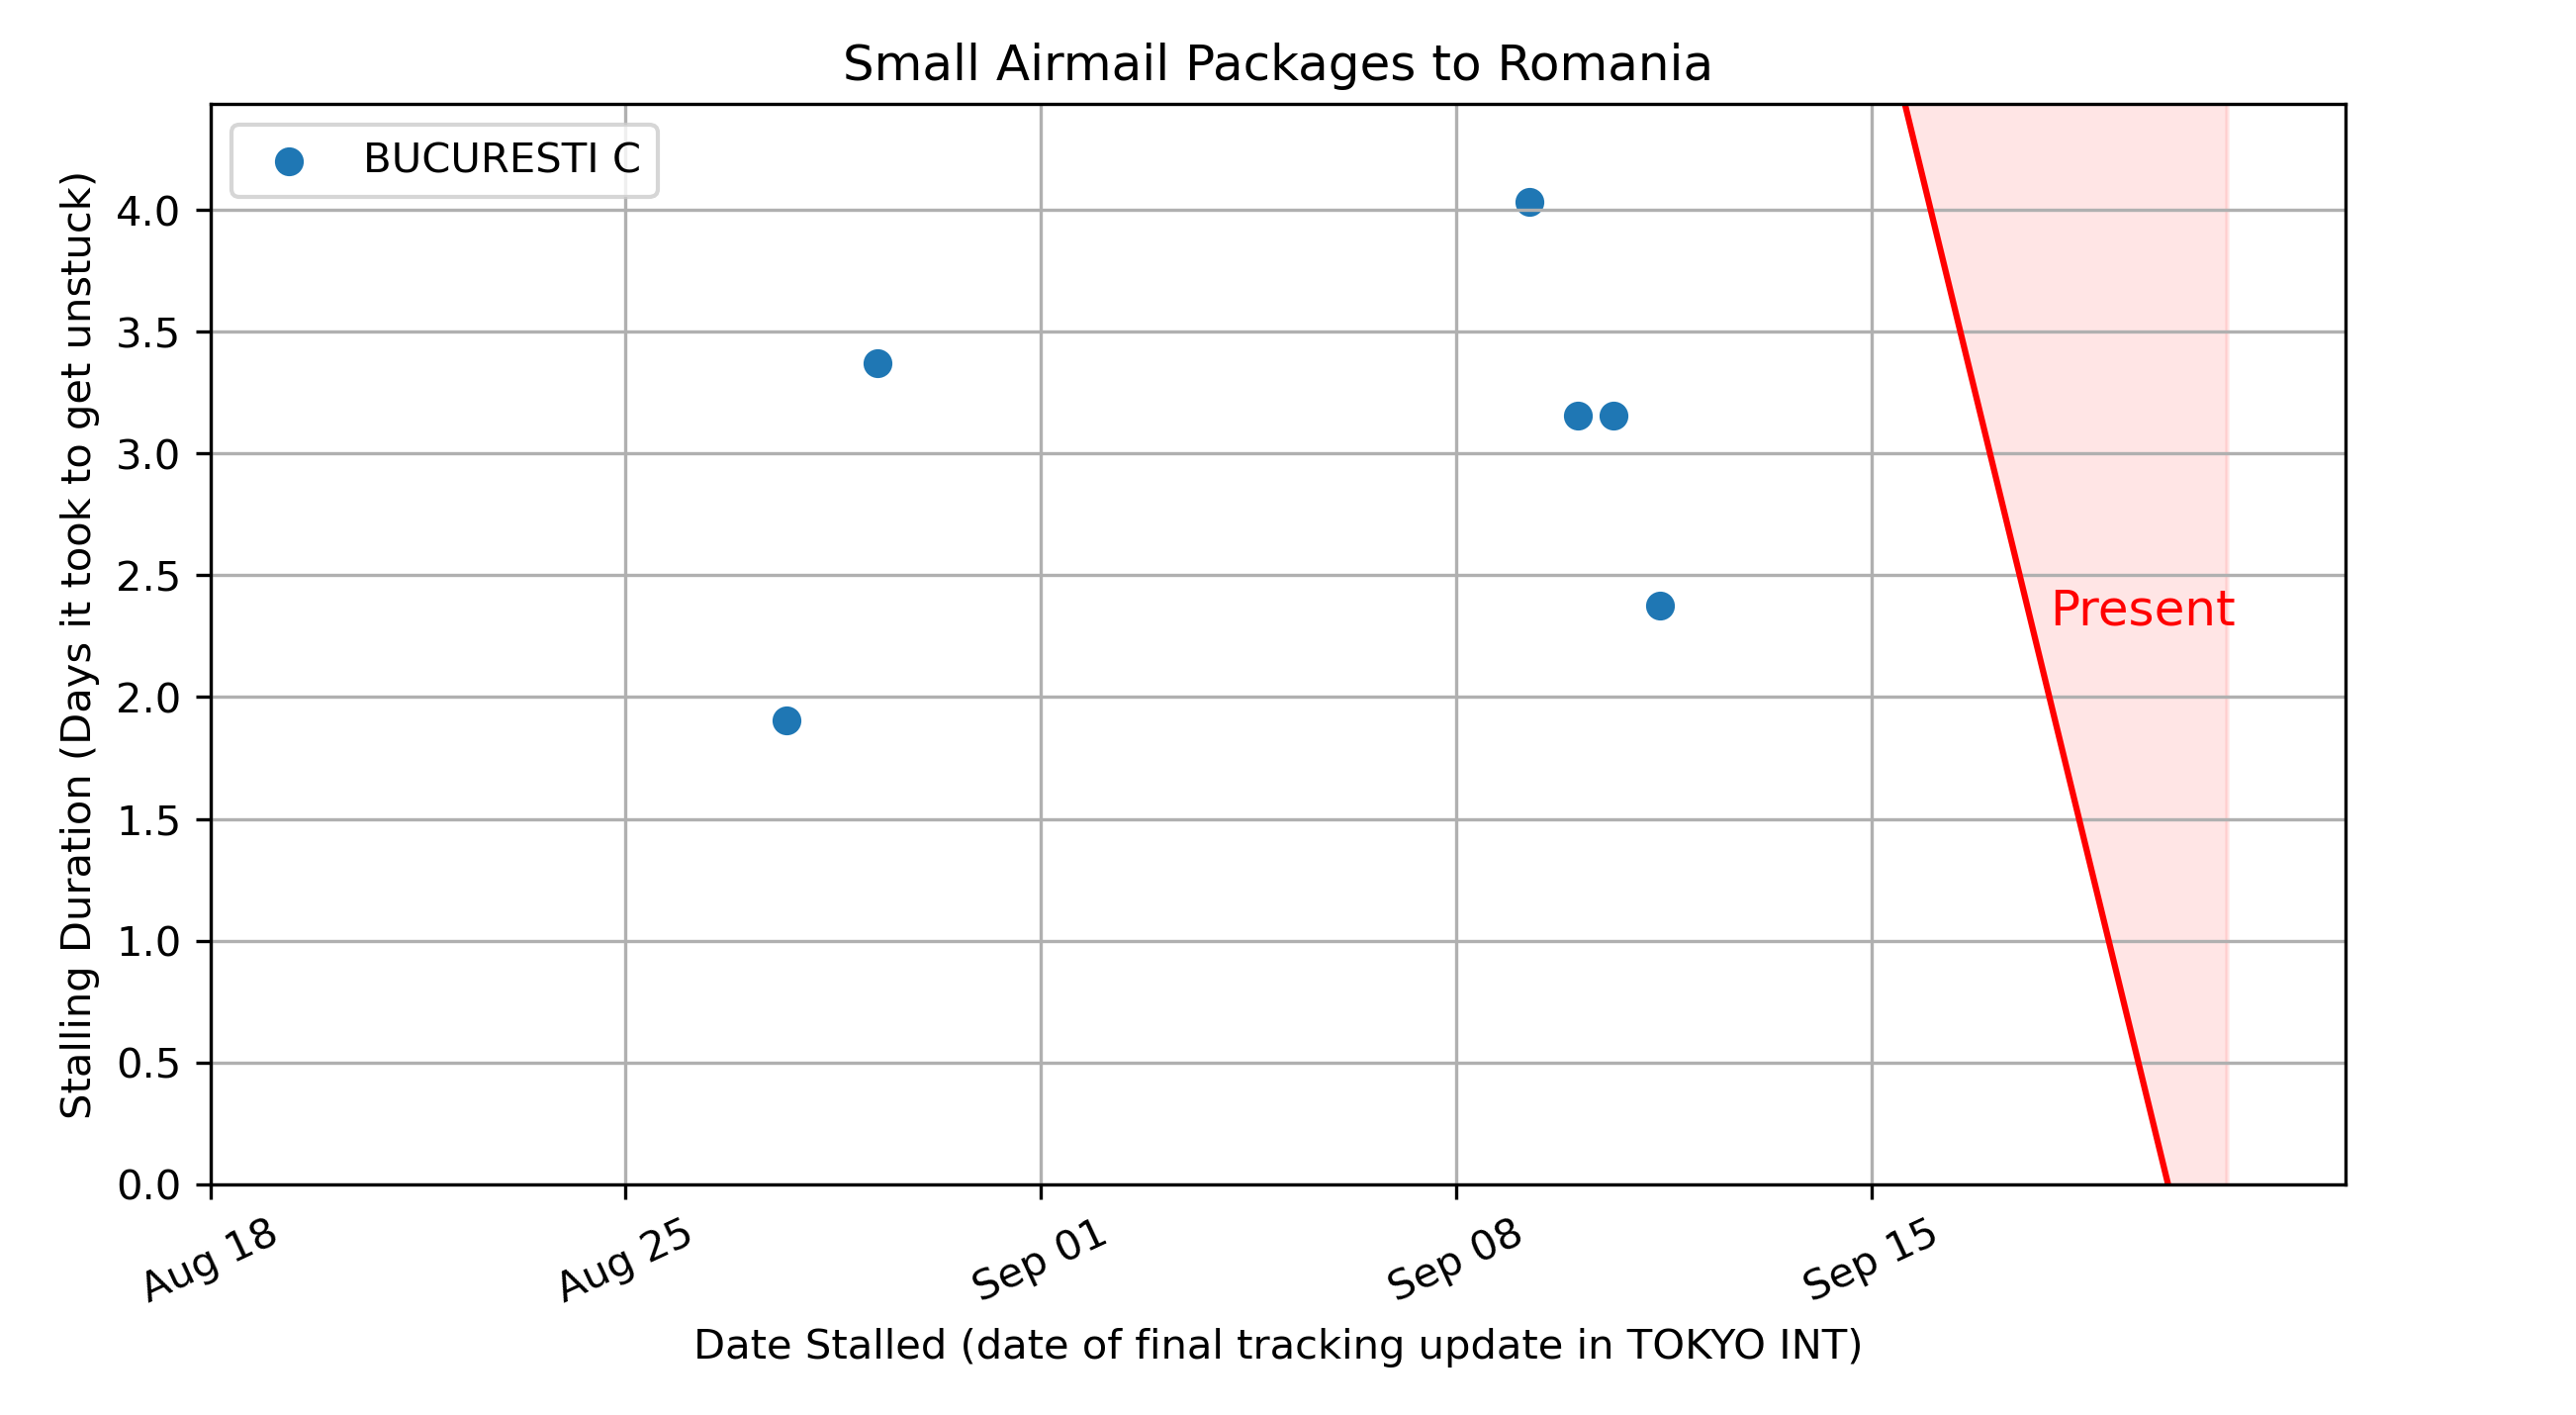 Small Airmail Packages to Romania
BUCURESTI C
Stalling Duration (Days it took to get unstuck)
4.0
3.5
3.0
2.5
2.0
1.5
1.0
0.5
0.0
Present
Aug 18
Aug 25
Sep 01
Sep 08
Sep 15
Date Stalled (date of final tracking update in TOKYO INT)